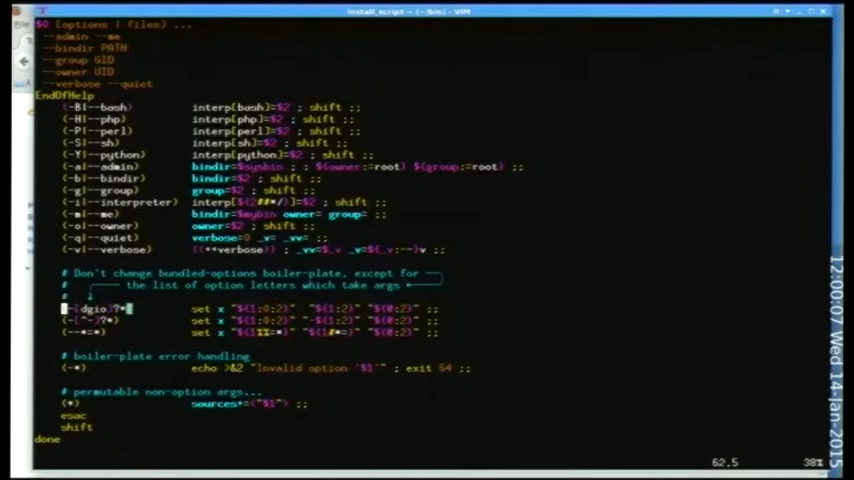 install_script + (~:bin) - VIM
$0 [options | files] ...
--admin --me
--bindir PATH
--group GID
--owner UID
--verbose --quiet
EndOfHelp
(-B|--bash) interp[bash]=$2 ; shift ;;
(-H|--php) interp[php]=$2 ; shift ;;
(-P|--perl) interp[perl]=$2 ; shift ;;
(-S|--sh) interp[sh]=$2 ; shift ;;
(-Y|--python) interp[python]=$2 ; shift ;;
(-a|--admin) bindir=$sysbin ; : ${owner:=root} ${group:=root} ;;
(-b|--bindir) bindir=$2 ; shift ;;
(-g|--group) group=$2 ; shift ;;
(-i|--interpreter) interp[${2##*/}]=$2 ; shift ;;
(-m|--me) bindir=$mybin owner= group= ;;
(-o|--owner) owner=$2 ; shift ;;
(-q|--quiet) verbose=0 _v= _vv= ;;
(-v|--verbose) ((++verbose)) ; _vv=$_v _v=${_v:--}v ;;
# Don't change bundled-options boiler-plate, except for
# the list of option letters which take args
#
(-[dgio]?*) set x "${1:0:2}" "${1:2}" "${@:2}" ;;
(-[^-]?*) set x "${1:0:2}" "-${1:2}" "${@:2}" ;;
(--*=*) set x "${1%%=*}" "${1#*=}" "${@:2}" ;;
# boiler-plate error handling
(-*) echo >&2 "Invalid option '$1'" ; exit 64 ;;
# permutable non-option args...
(*) sources+=("$1") ;;
esac
shift
done
62,5 38%
12:00:07 Wed 14-Jan-2015